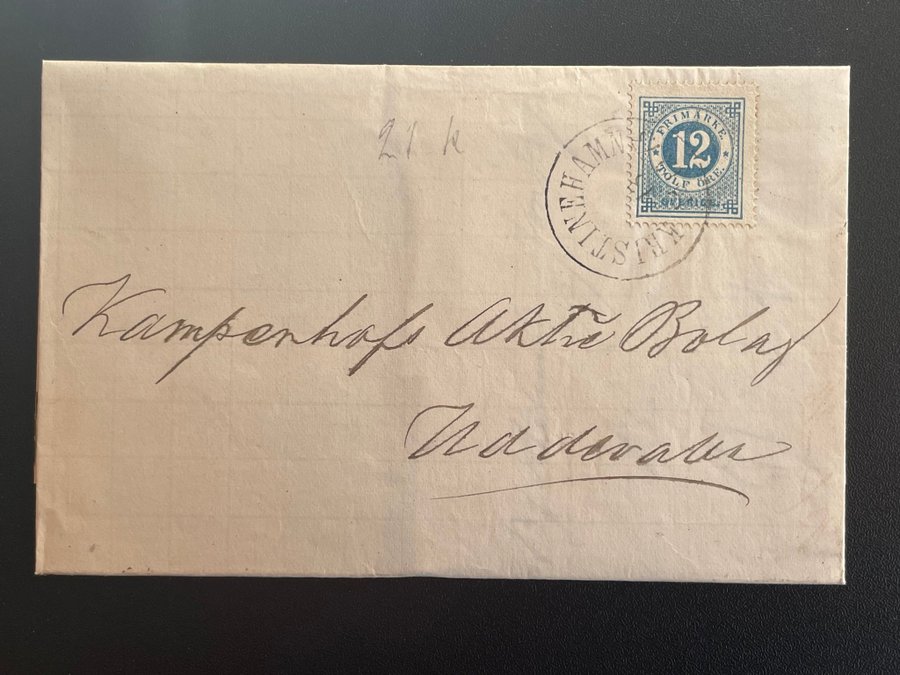 21 k
FRIMÄRKE
12
TOLF ÖRE
SVERIGE
KRISTINEHAMN
Kampenhofs Aktie Bolag
Uddevalla